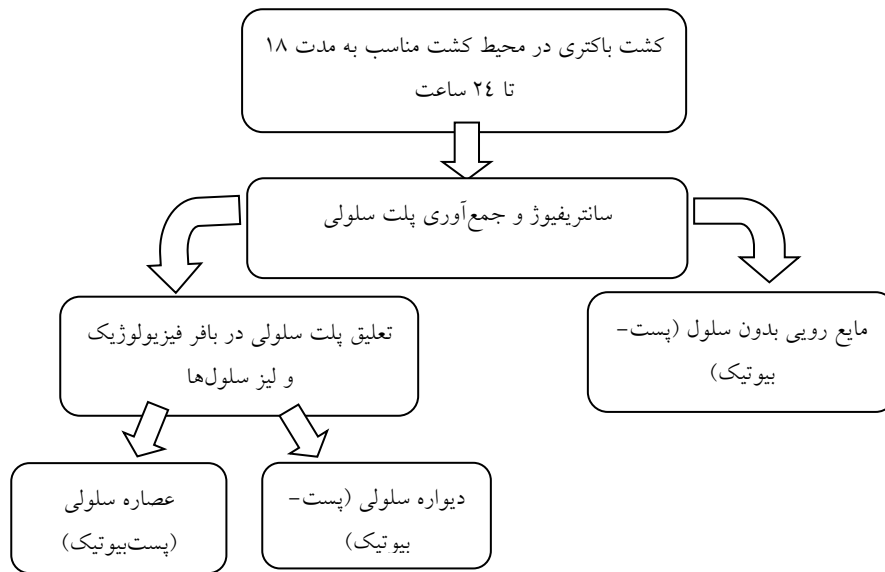 کشت باکتری در محیط کشت مناسب به مدت ۱۸
تا ۲٤ ساعت
سانتریفیوژ و جمع‌آوری پلت سلولی
مایع رویی بدون سلول (پست-
بیوتیک)
تعلیق پلت سلولی در بافر فیزیولوژیک
و لیز سلول‌ها
دیواره سلولی (پست-
بیوتیک)
عصاره سلولی
(پست‌بیوتیک)